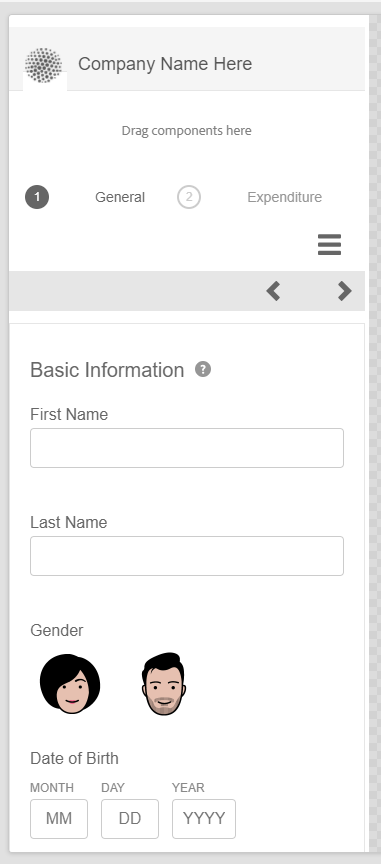 Company Name Here
Drag components here
1 General 2 Expenditure
Basic Information ?
First Name
Last Name
Gender
Date of Birth
MONTH DAY YEAR
MM DD YYYY